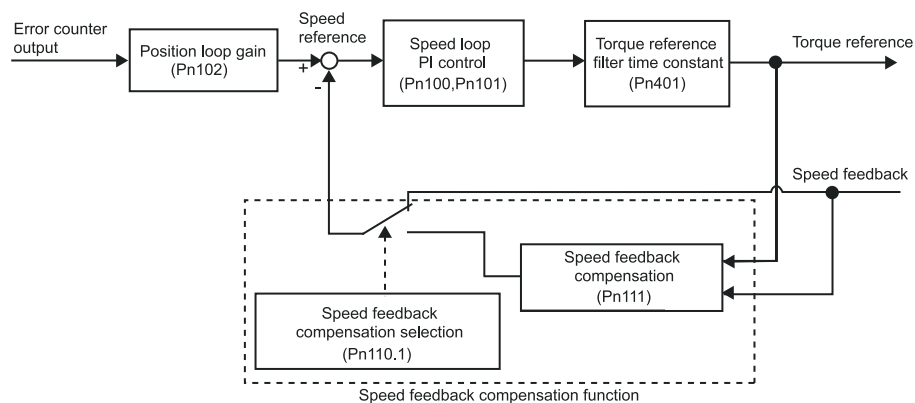 Error counter
output
Position loop gain
(Pn102)
Speed
reference
+
-
Speed loop
PI control
(Pn100,Pn101)
Torque reference
filter time constant
(Pn401)
Torque reference
Speed feedback
Speed feedback
compensation
(Pn111)
Speed feedback
compensation selection
(Pn110.1)
Speed feedback compensation function